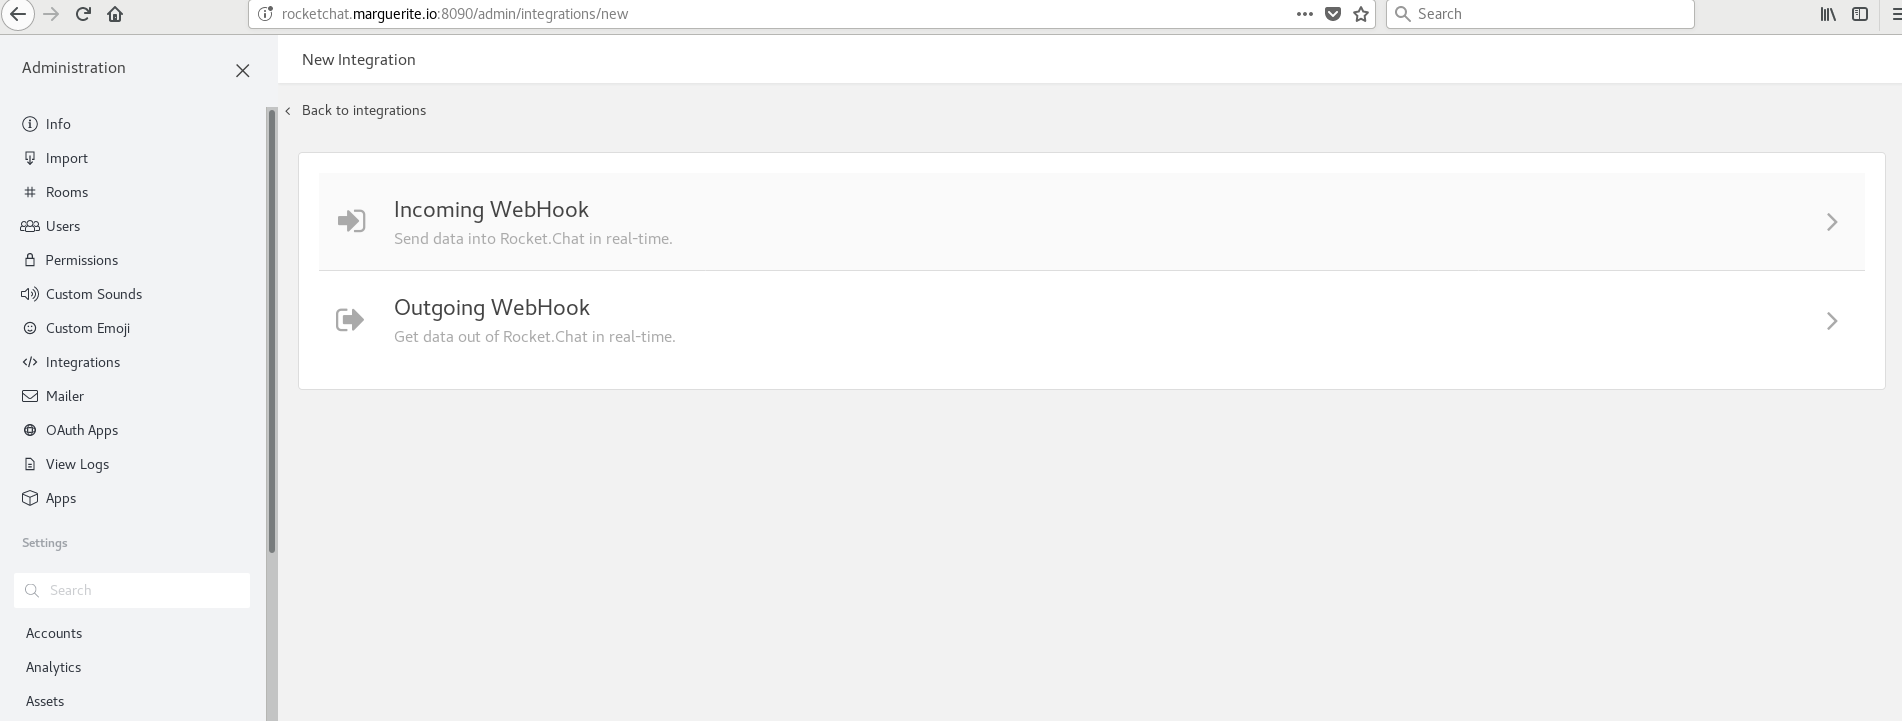 rocketchat.marguerite.io:8090/admin/integrations/new
Search
Administration
New Integration
Back to integrations
Info
Import
Rooms
Users
Permissions
Custom Sounds
Custom Emoji
Integrations
Mailer
OAuth Apps
View Logs
Apps
Settings
Search
Accounts
Analytics
Assets
Incoming WebHook
Send data into Rocket.Chat in real-time.
Outgoing WebHook
Get data out of Rocket.Chat in real-time.